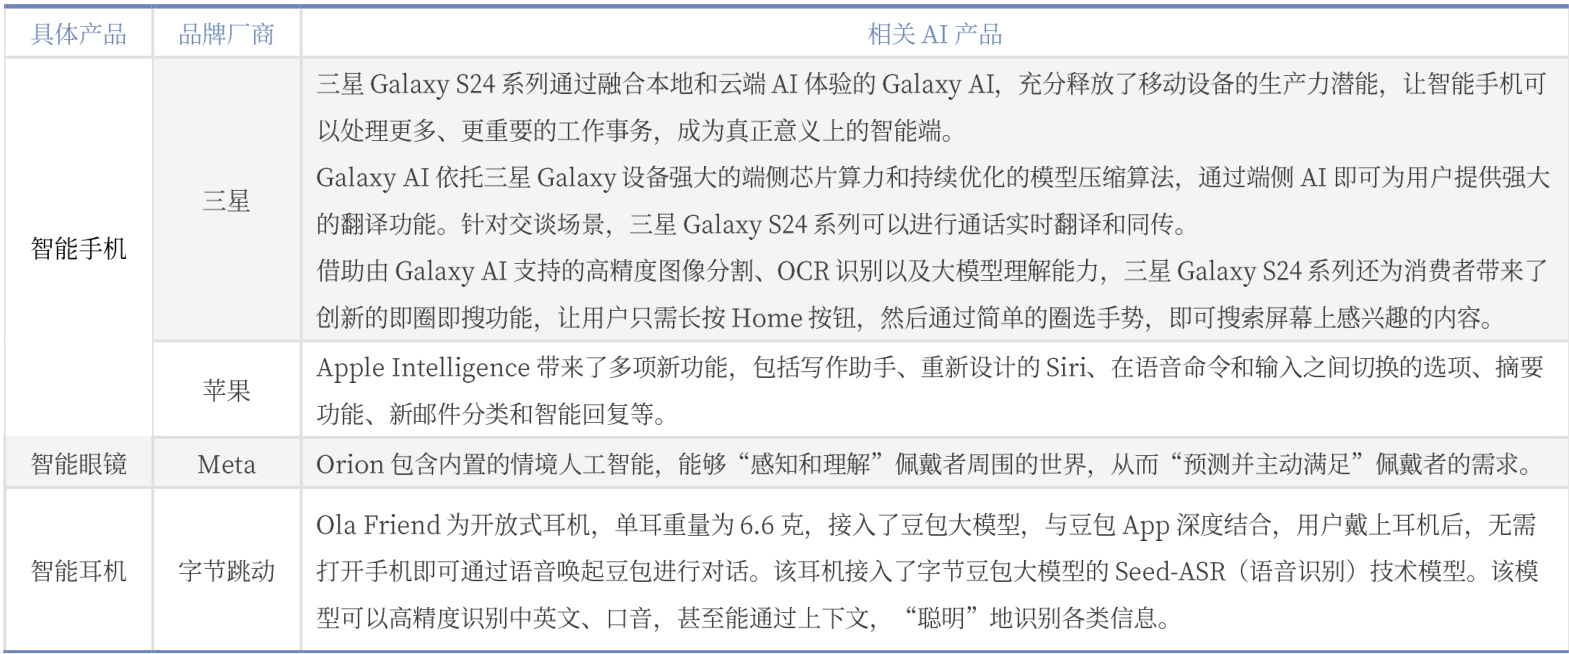 具体产品 品牌厂商 相关 AI 产品
智能手机
三星
三星 Galaxy S24 系列通过融合本地和云端 AI 体验的 Galaxy AI，充分释放了移动设备的生产力潜能，让智能手机可
以处理更多、更重要的工作事务，成为真正意义上的智能端。
Galaxy AI 依托三星 Galaxy 设备强大的端侧芯片算力和持续优化的模型压缩算法，通过端侧 AI 即可为用户提供强大
的翻译功能。针对交谈场景，三星 Galaxy S24 系列可以进行通话实时翻译和同传。
借助由 Galaxy AI 支持的高精度图像分割、OCR 识别以及大模型理解能力，三星 Galaxy S24 系列还为消费者带来了
创新的即圈即搜功能，让用户只需长按 Home 按钮，然后通过简单的圈选手势，即可搜索屏幕上感兴趣的内容。
苹果
Apple Intelligence 带来了多项新功能，包括写作助手、重新设计的 Siri、在语音命令和输入之间切换的选项、摘要
功能、新邮件分类和智能回复等。
智能眼镜 Meta Orion 包含内置的情境人工智能，能够“感知和理解”佩戴者周围的世界，从而“预测并主动满足”佩戴者的需求。
智能耳机 字节跳动
Ola Friend 为开放式耳机，单耳重量为 6.6 克，接入了豆包大模型，与豆包 App 深度结合，用户戴上耳机后，无需
打开手机即可通过语音唤起豆包进行对话。该耳机接入了字节豆包大模型的 Seed-ASR（语音识别）技术模型。该模
型可以高精度识别中英文、口音，甚至能通过上下文，“聪明”地识别各类信息。